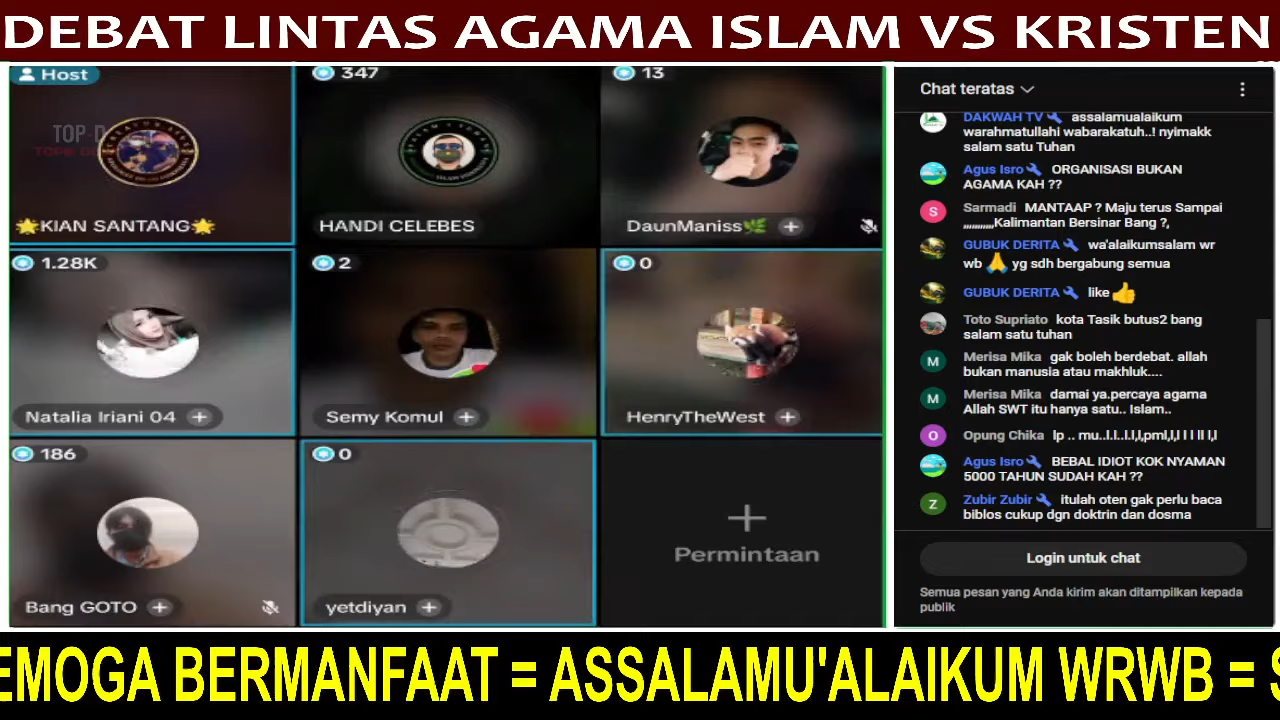 DEBAT LINTAS AGAMA ISLAM VS KRISTEN
Host
TOP-D
🌟KIAN SANTANG🌟
347
HANDI CELEBES
13
DaunManiss🌿 +
1.28K
Natalia Iriani 04 +
2
Semy Komul +
0
HenryTheWest +
186
Bang GOTO +
0
yetdiyan +
Permintaan
Chat teratas
DAKWAH TV assalamualaikum
warahmatullahi wabarakatuh..! nyimakk
salam satu Tuhan
Agus Isro ORGANISASI BUKAN
AGAMA KAH ??
S
Sarmadi MANTAAP ? Maju terus Sampai
,,,,,,,,,,,Kalimantan Bersinar Bang ?,
GUBUK DERITA wa'alaikumsalam wr
wb 🙏 yg sdh bergabung semua
GUBUK DERITA like👍
Toto Supriato kota Tasik butus2 bang
salam satu tuhan
M
Merisa Mika gak boleh berdebat. allah
bukan manusia atau makhluk....
M
Merisa Mika damai ya.percaya agama
Allah SWT itu hanya satu.. Islam..
O
Opung Chika lp .. mu..l.l..l.l,l,pml,l,l l l ll l,l
Agus Isro BEBAL IDIOT KOK NYAMAN
5000 TAHUN SUDAH KAH ??
Z
Zubir Zubir itulah oten gak perlu baca
biblos cukup dgn doktrin dan dosma
Login untuk chat
Semua pesan yang Anda kirim akan ditampilkan kepada
publik
EMOGA BERMANFAAT = ASSALAMU'ALAIKUM WRWB = S